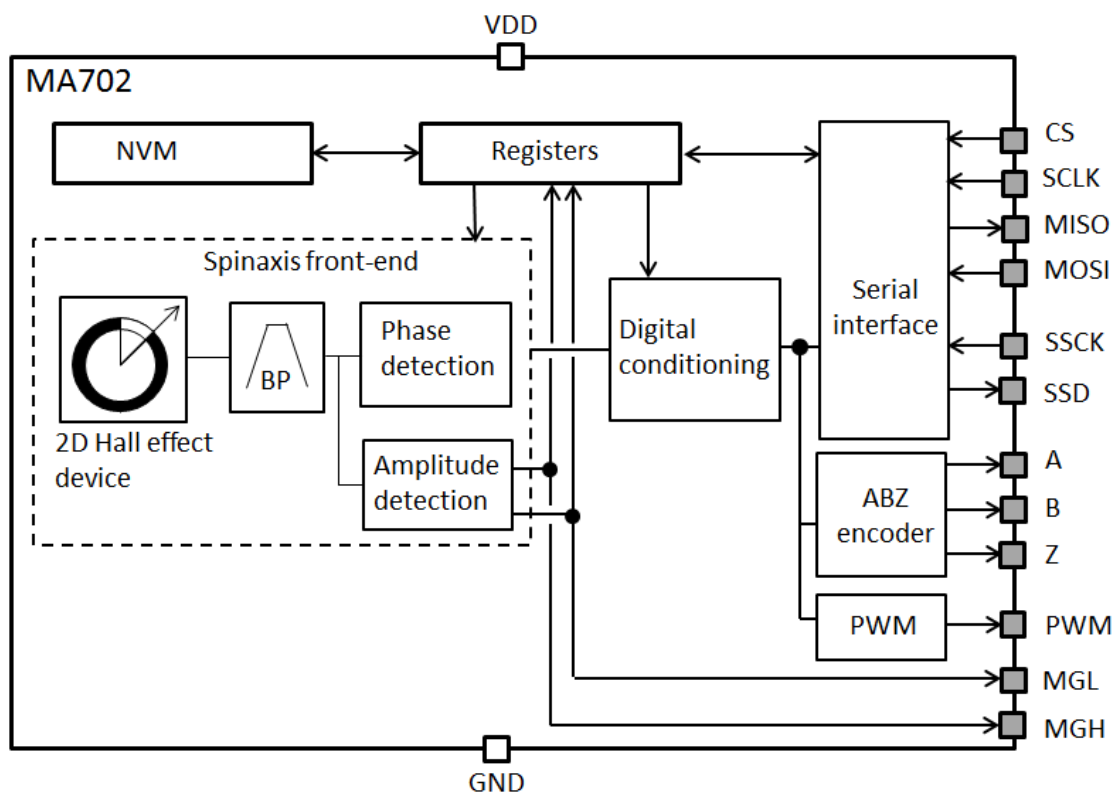 VDD
MA702
NVM
Registers
CS
SCLK
MISO
MOSI
Serial
interface
SSCK
SSD
Spinaxis front-end
Phase
detection
BP
2D Hall effect
device
Amplitude
detection
Digital
conditioning
ABZ
encoder
A
B
Z
PWM
PWM
MGL
MGH
GND